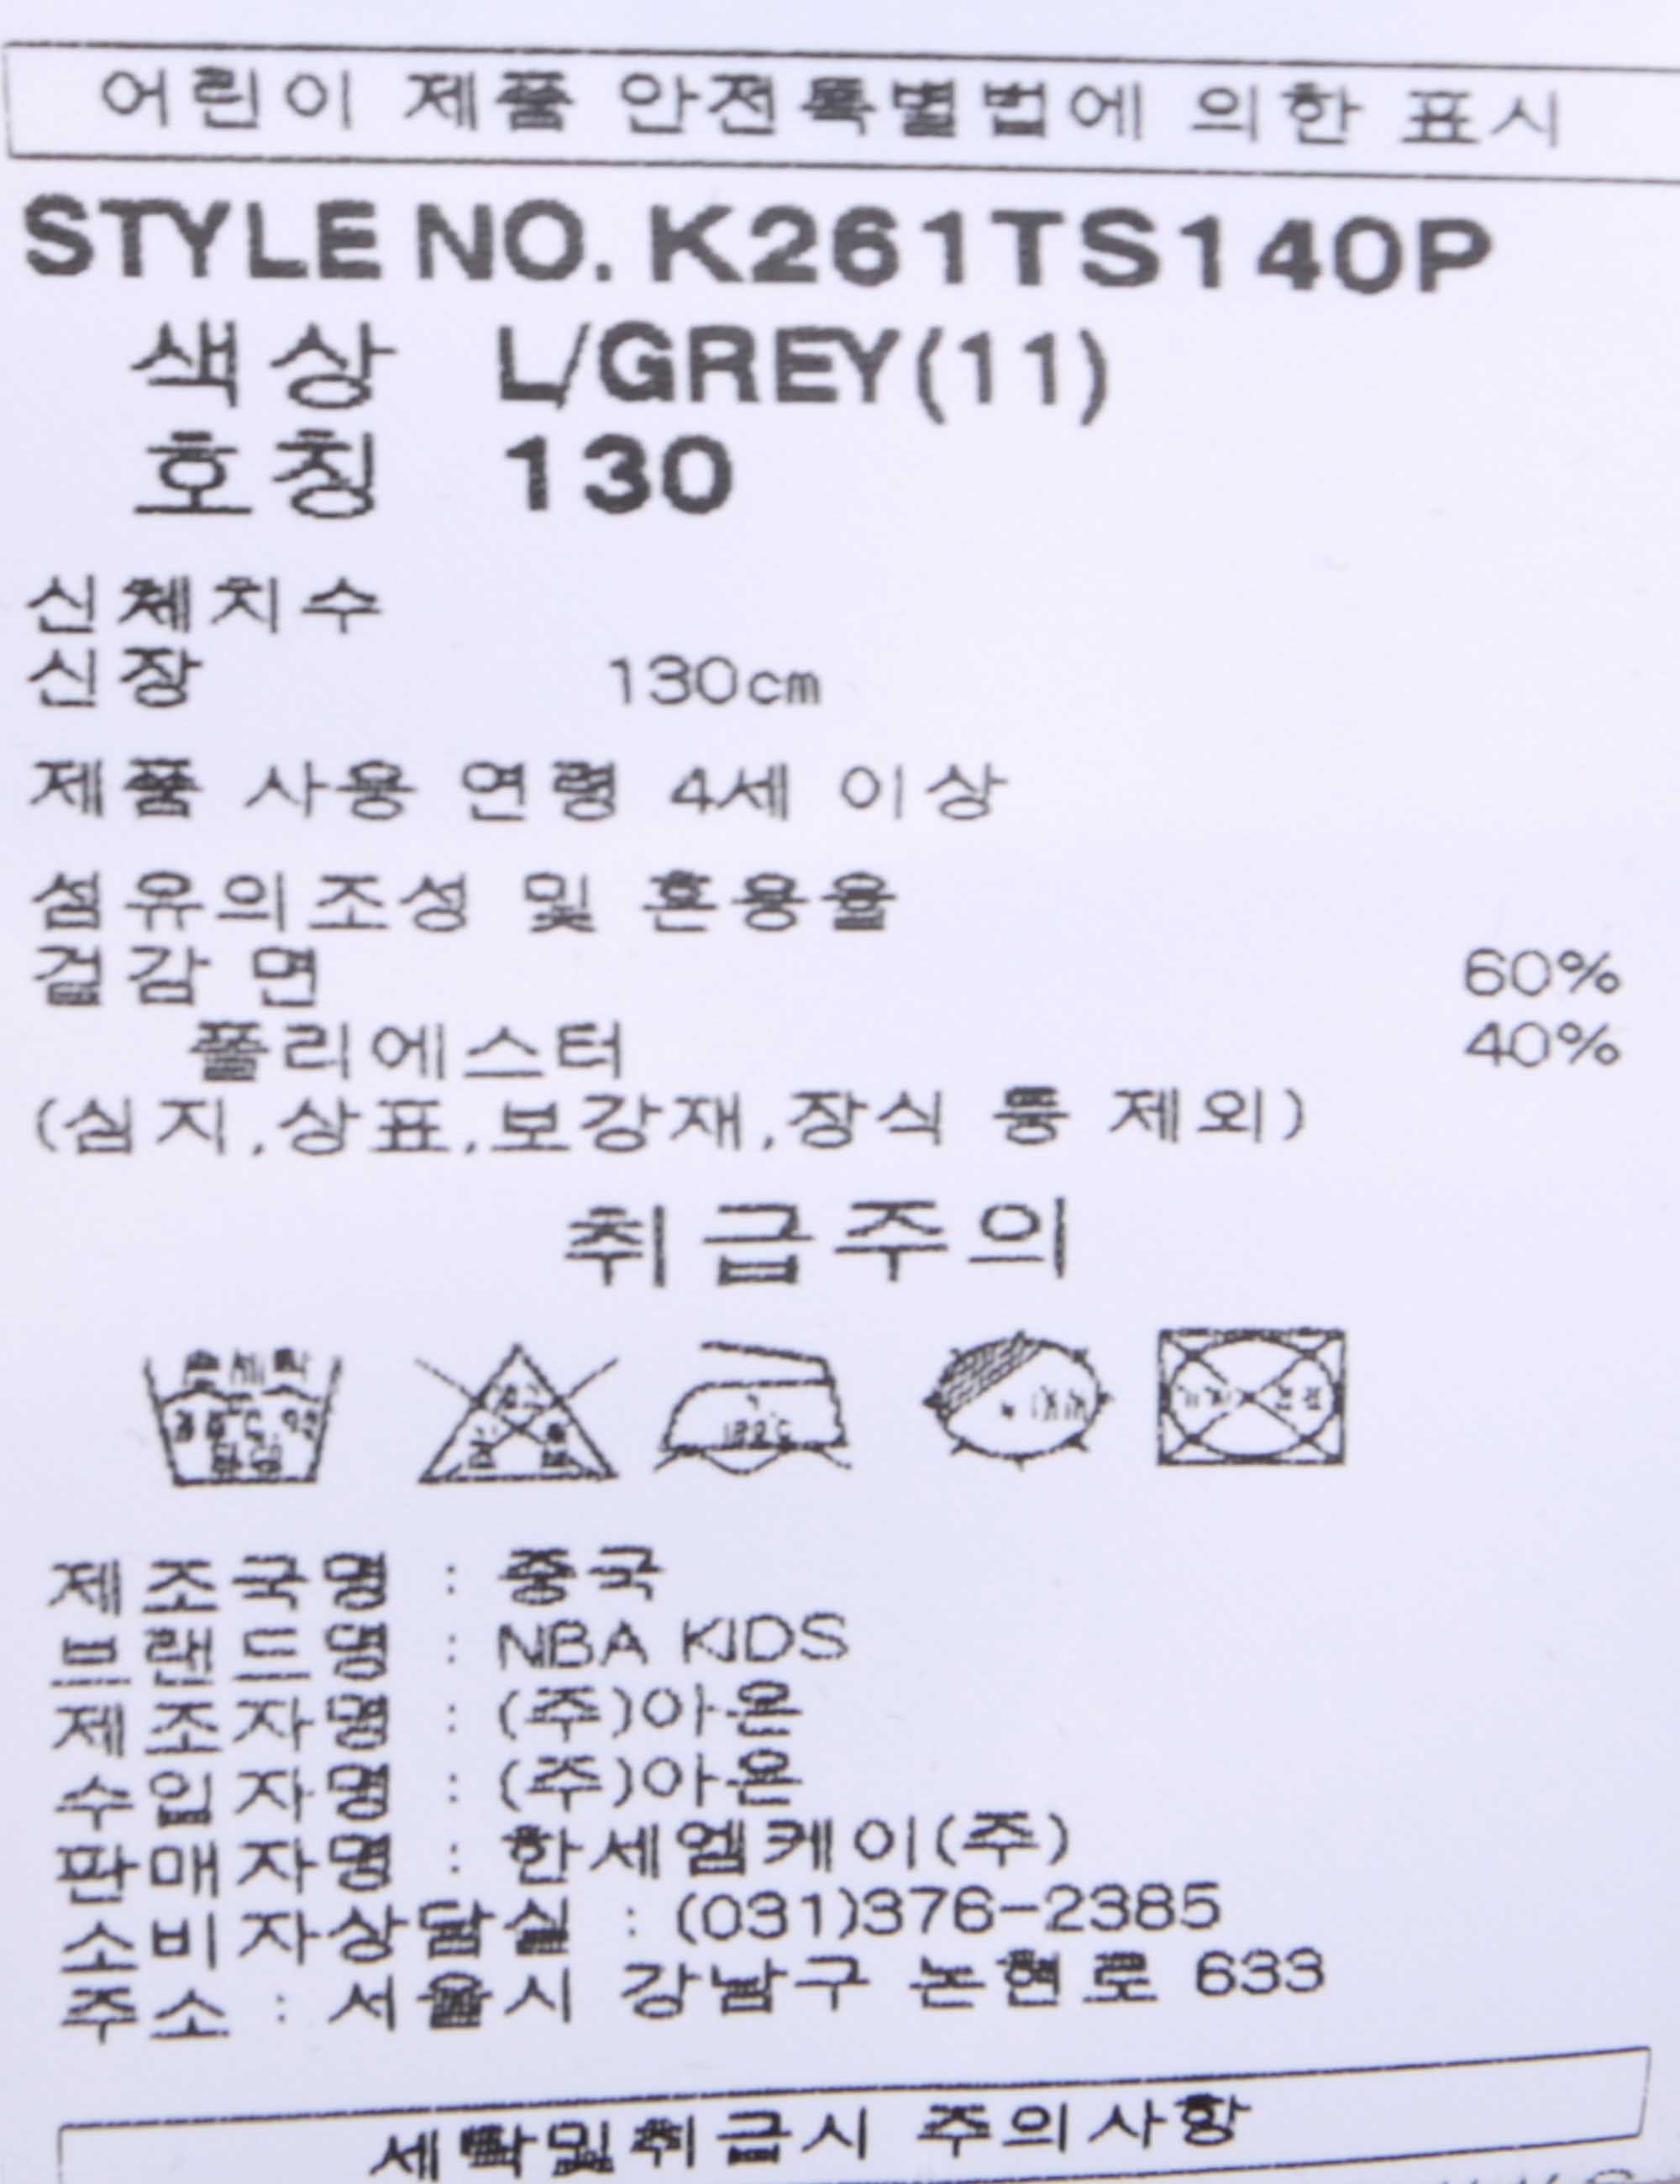 어린이 제품 안전특별법에 의한 표시
STYLE NO. K261TS140P
색상 L/GREY(11)
호칭 130
신체치수
신장 130cm
제품 사용 연령 4세 이상
섬유의조성 및 혼용율
겉감 면 60%
폴리에스터 40%
(심지,상표,보강재,장식 등 제외)
취급주의
손세탁
제조국명 : 중국
브랜드명 : NBA KIDS
제조자명 : (주)아온
수입자명 : (주)아온
판매자명 : 한세엠케이(주)
소비자상담실 : (031)376-2385
주소 : 서울시 강남구 논현로 633
세탁및취급시 주의사항